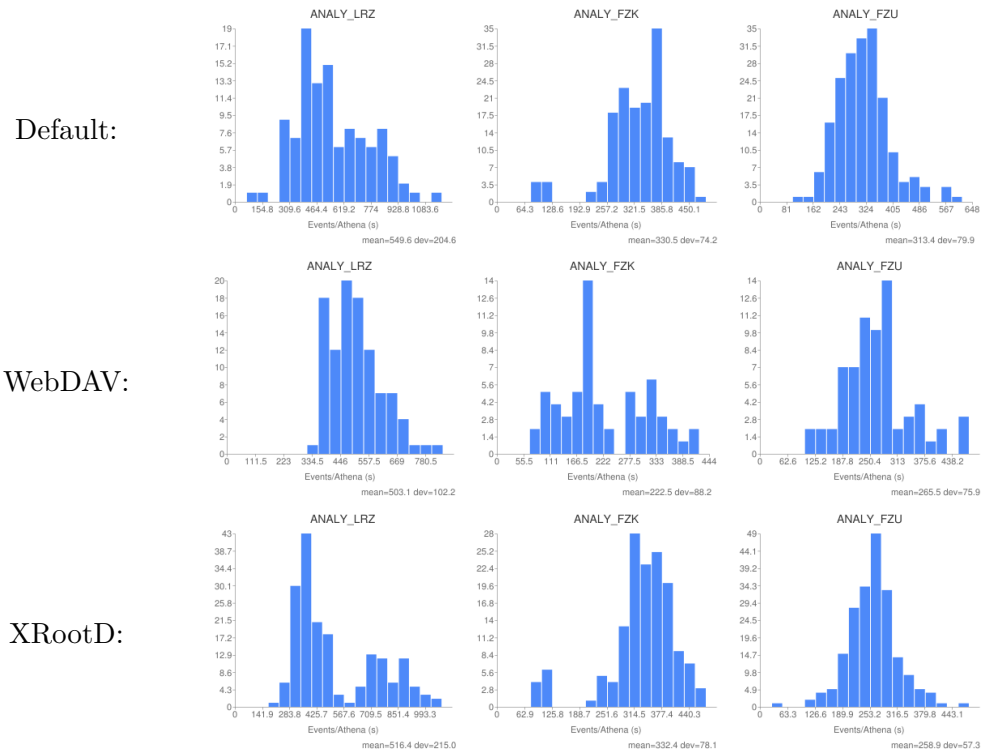 Default:
ANALY_LRZ
19
17.1
15.2
13.3
11.4
9.5
7.6
5.7
3.8
1.9
0
0 154.8 309.6 464.4 619.2 774 928.8 1083.6
Events/Athena (s)
mean=549.6 dev=204.6
ANALY_FZK
35
31.5
28
24.5
21
17.5
14
10.5
7
3.5
0
0 64.3 128.6 192.9 257.2 321.5 385.8 450.1
Events/Athena (s)
mean=330.5 dev=74.2
ANALY_FZU
35
31.5
28
24.5
21
17.5
14
10.5
7
3.5
0
0 81 162 243 324 405 486 567 648
Events/Athena (s)
mean=313.4 dev=79.9
WebDAV:
ANALY_LRZ
20
18
16
14
12
10
8
6
4
2
0
0 111.5 223 334.5 446 557.5 669 780.5
Events/Athena (s)
mean=503.1 dev=102.2
ANALY_FZK
14
12.6
11.2
9.8
8.4
7
5.6
4.2
2.8
1.4
0
0 55.5 111 166.5 222 277.5 333 388.5 444
Events/Athena (s)
mean=222.5 dev=88.2
ANALY_FZU
14
12.6
11.2
9.8
8.4
7
5.6
4.2
2.8
1.4
0
0 62.6 125.2 187.8 250.4 313 375.6 438.2
Events/Athena (s)
mean=265.5 dev=75.9
XRootD:
ANALY_LRZ
43
38.7
34.4
30.1
25.8
21.5
17.2
12.9
8.6
4.3
0
0 141.9 283.8 425.7 567.6 709.5 851.4 993.3
Events/Athena (s)
mean=516.4 dev=215.0
ANALY_FZK
28
25.2
22.4
19.6
16.8
14
11.2
8.4
5.6
2.8
0
0 62.9 125.8 188.7 251.6 314.5 377.4 440.3
Events/Athena (s)
mean=332.4 dev=78.1
ANALY_FZU
49
44.1
39.2
34.3
29.4
24.5
19.6
14.7
9.8
4.9
0
0 63.3 126.6 189.9 253.2 316.5 379.8 443.1
Events/Athena (s)
mean=258.9 dev=57.3